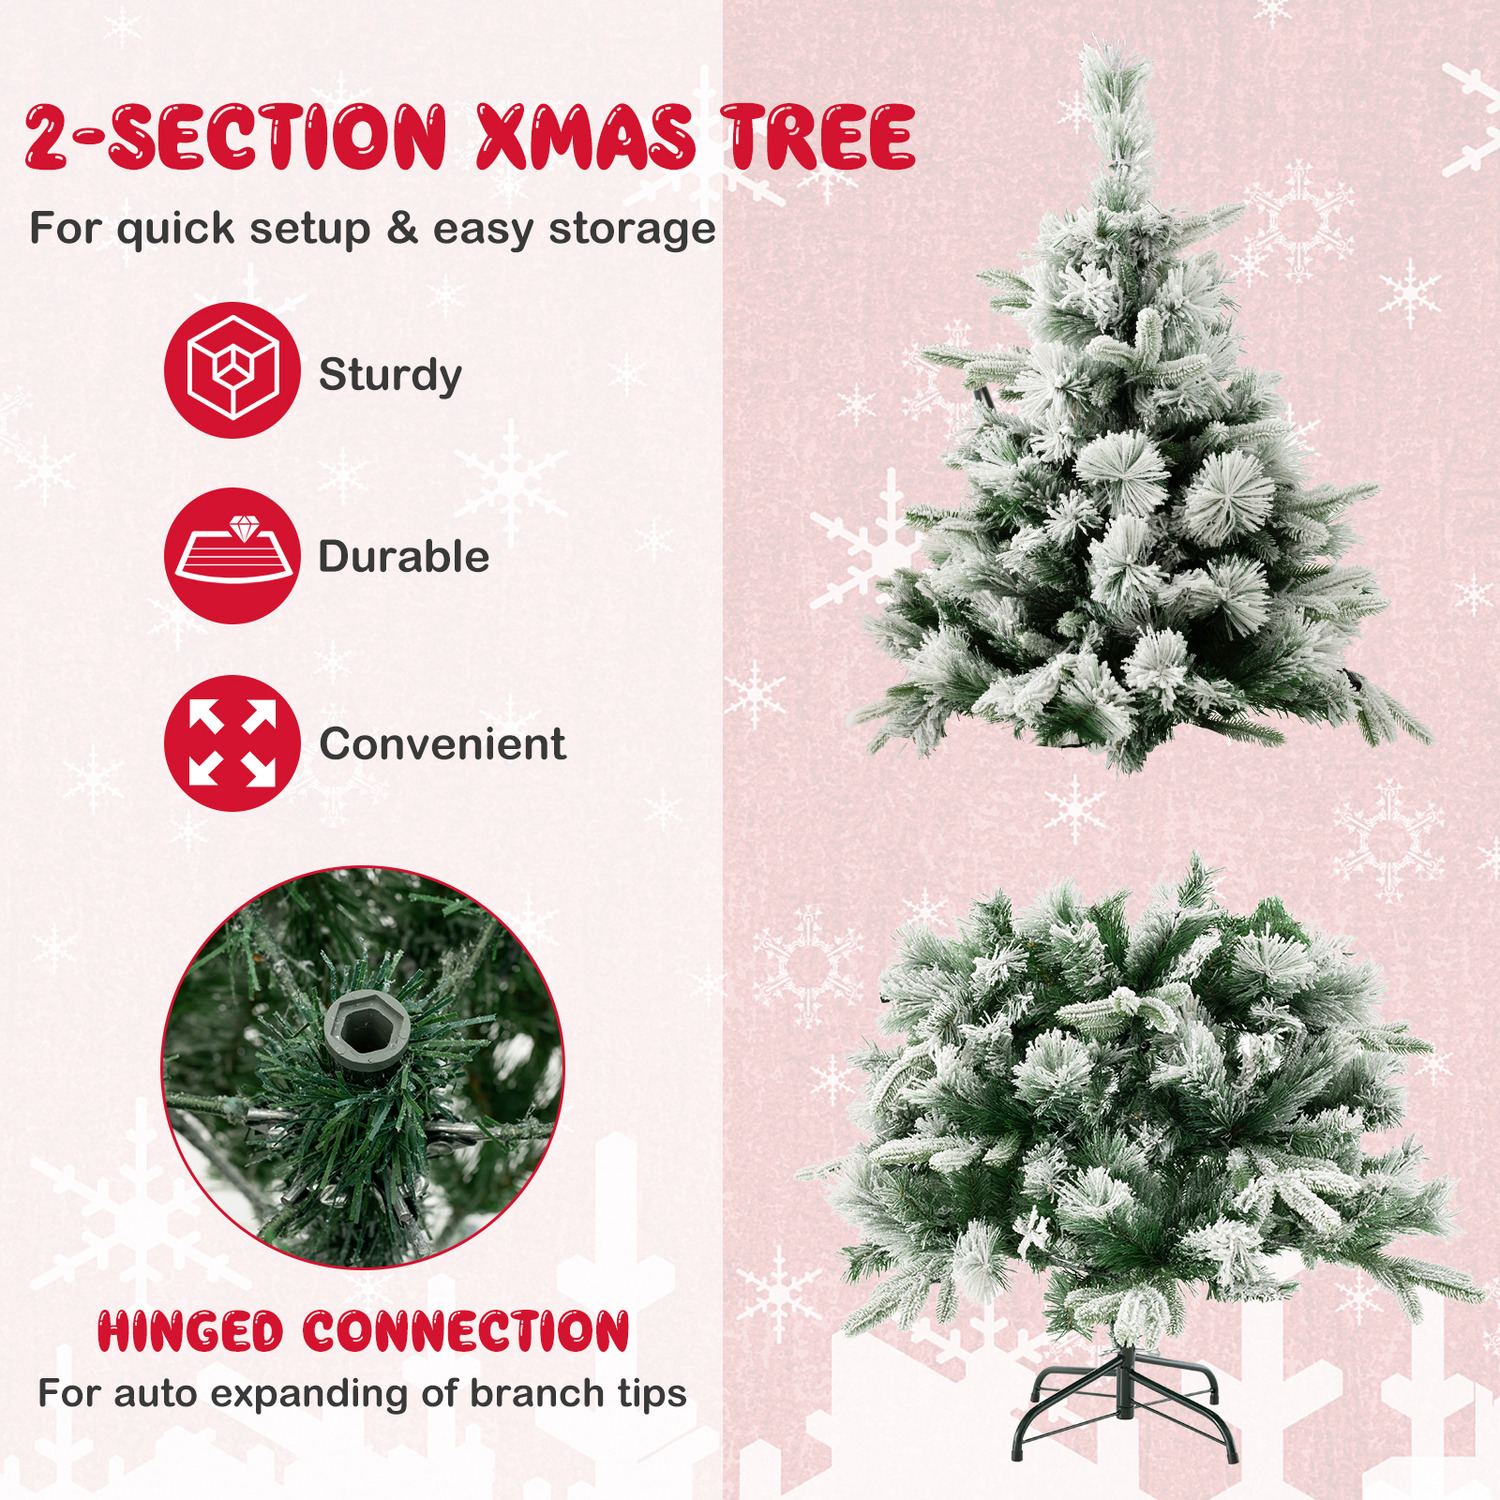 2-SECTION XMAS TREE
For quick setup & easy storage
Sturdy
Durable
Convenient
HINGED CONNECTION
For auto expanding of branch tips